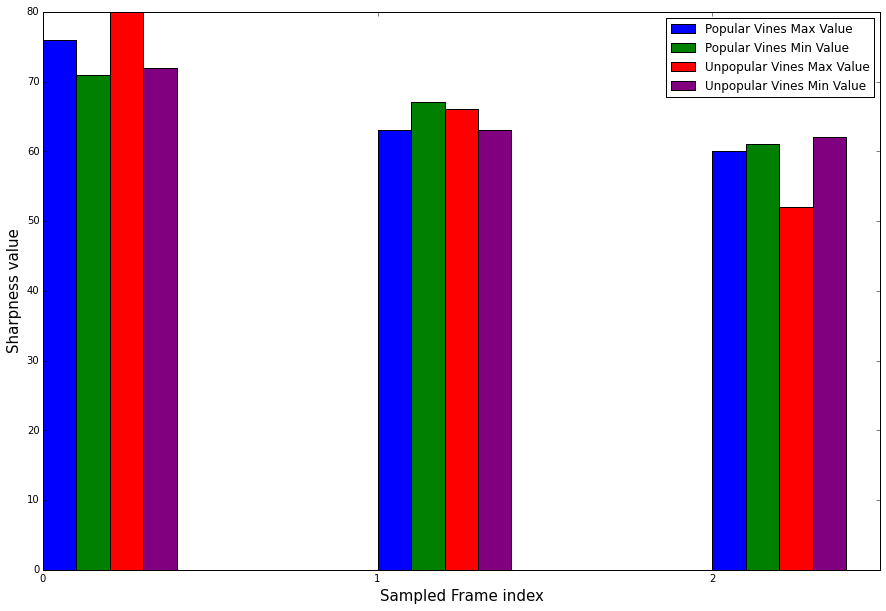 80
70
60
50
40
30
20
10
0
Sharpness value
0 1 2
Sampled Frame index
Popular Vines Max Value
Popular Vines Min Value
Unpopular Vines Max Value
Unpopular Vines Min Value